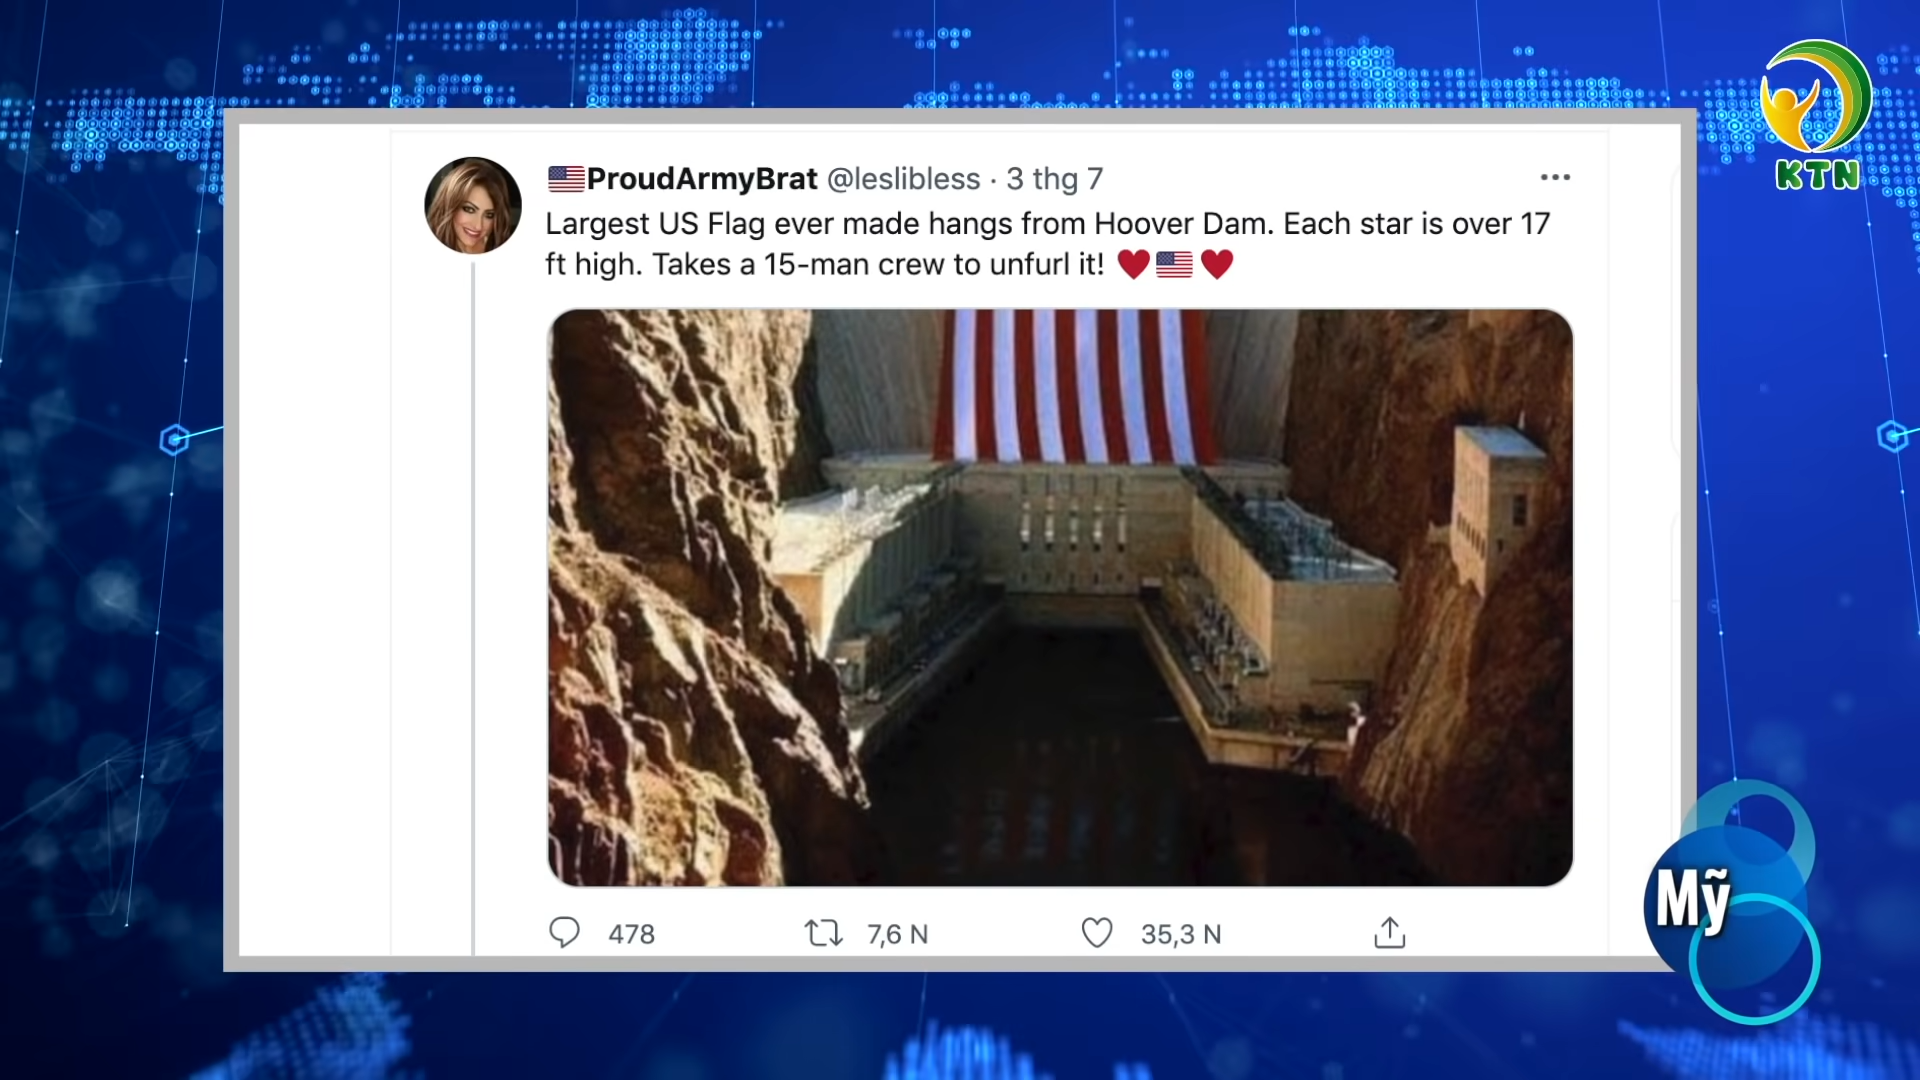 KTN
ProudArmyBrat @leslibless · 3 thg 7
Largest US Flag ever made hangs from Hoover Dam. Each star is over 17
ft high. Takes a 15-man crew to unfurl it! ❤️🇺🇸❤️
478 7,6 N 35,3 N
Mỹ